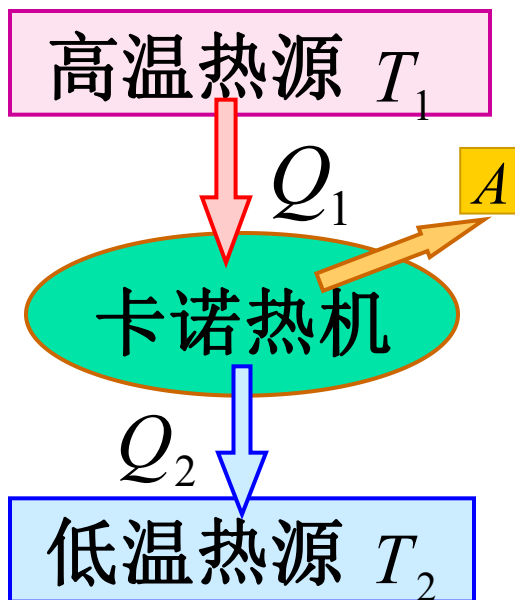 高温热源 T₁
Q₁
A
卡诺热机
Q₂
低温热源 T₂